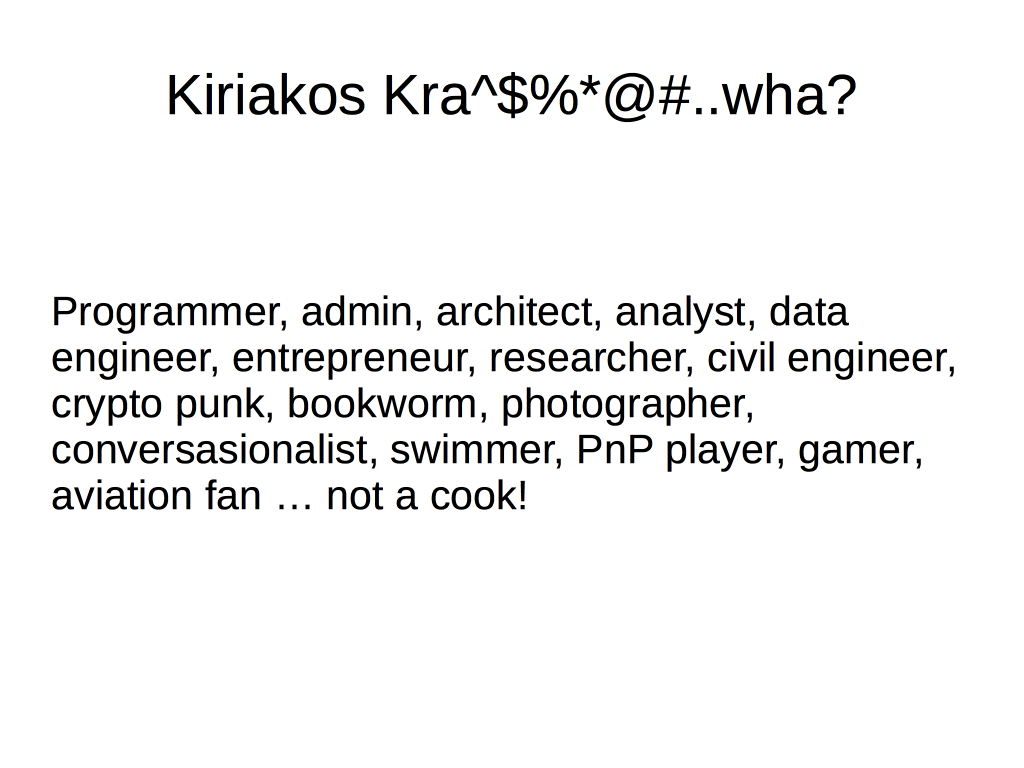 Kiriakos Kra^$%*@#..wha?
Programmer, admin, architect, analyst, data
engineer, entrepreneur, researcher, civil engineer,
crypto punk, bookworm, photographer,
conversasionalist, swimmer, PnP player, gamer,
aviation fan … not a cook!